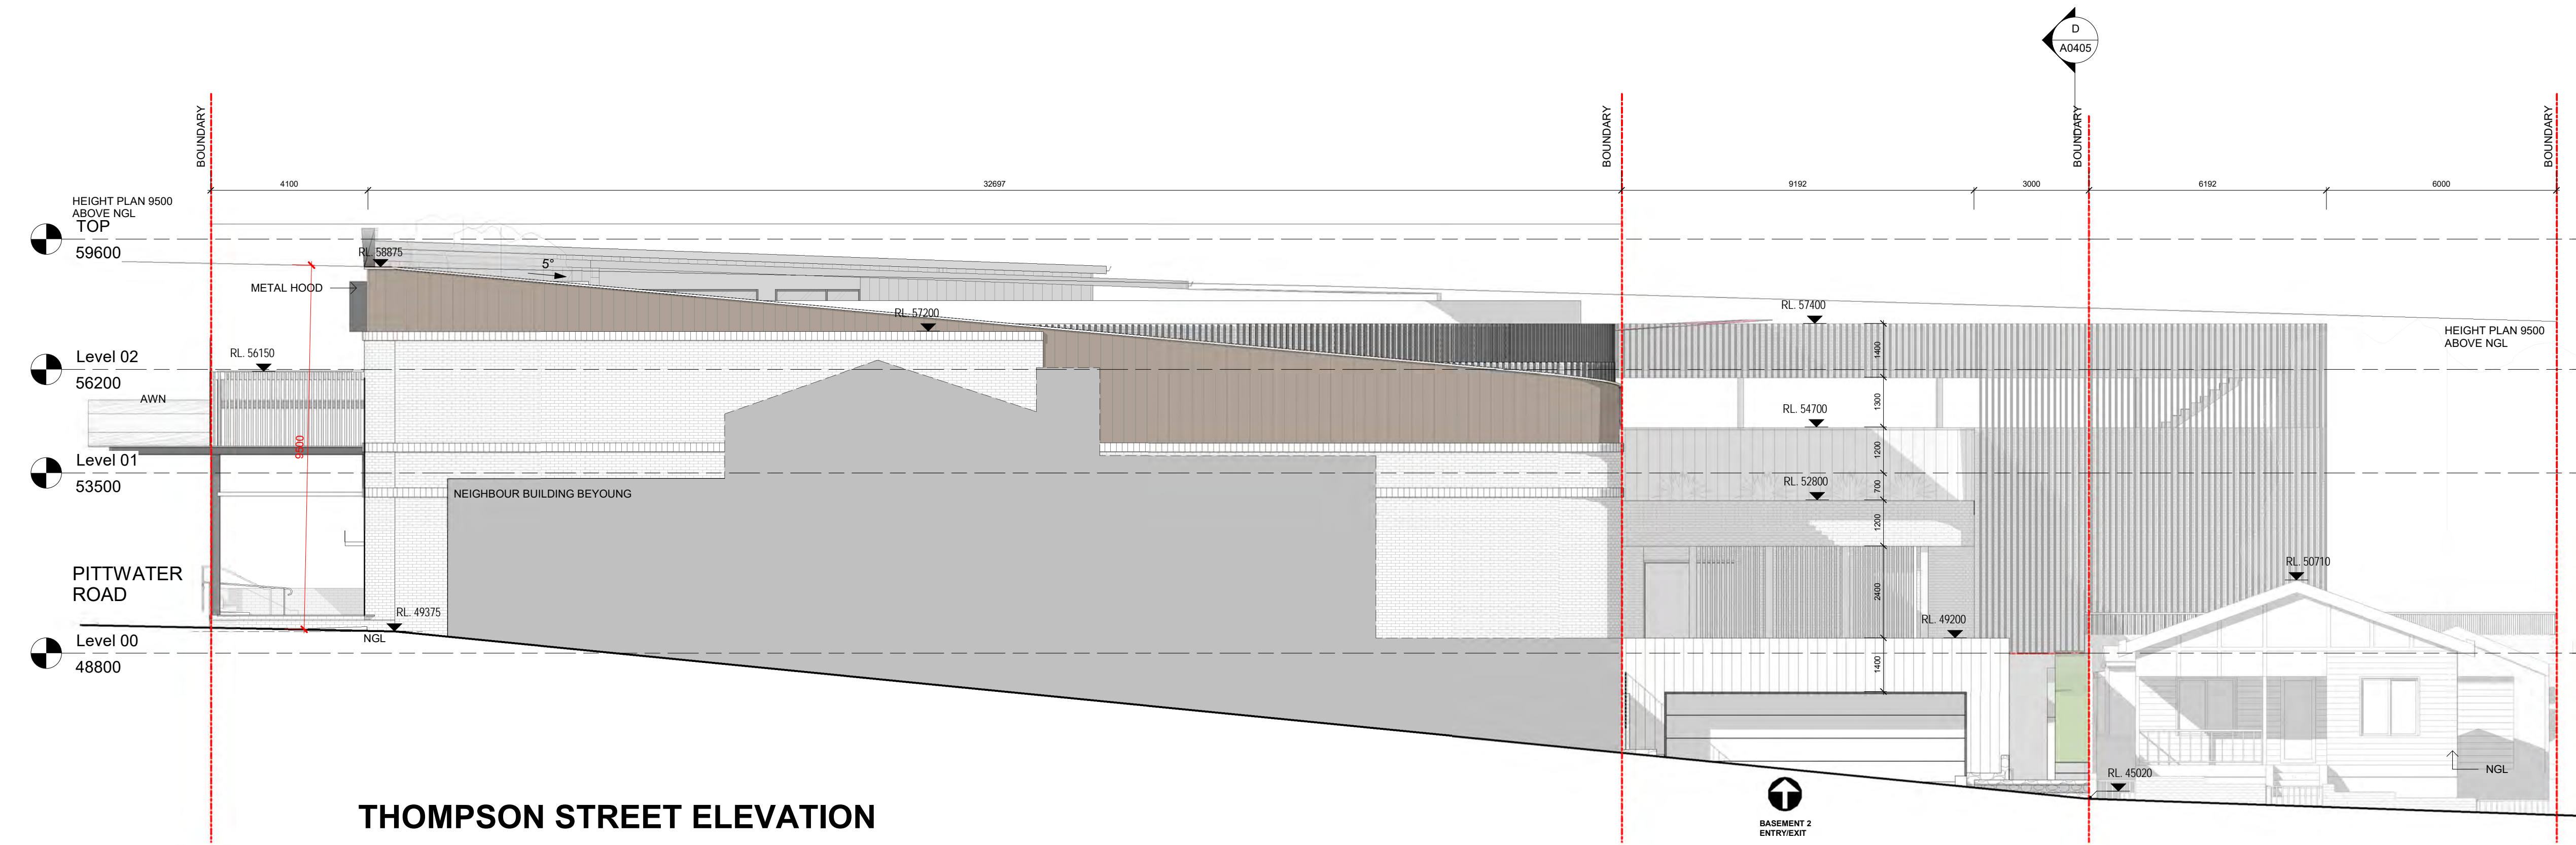 D
A0405
BOUNDARY
BOUNDARY
BOUNDARY
BOUNDARY
4100
32697
9192
3000
6192
6000
HEIGHT PLAN 9500
ABOVE NGL
TOP
59600
RL. 58875
5°
METAL HOOD
RL. 57200
RL. 57400
HEIGHT PLAN 9500
ABOVE NGL
Level 02
56200
RL. 56150
1400
AWN
1300
RL. 54700
9500
1200
Level 01
53500
NEIGHBOUR BUILDING BEYOUNG
700
RL. 52800
1200
PITTWATER
ROAD
RL. 50710
2400
RL. 49375
RL. 49200
NGL
Level 00
48800
1400
RL. 45020
NGL
THOMPSON STREET ELEVATION
BASEMENT 2
ENTRY/EXIT